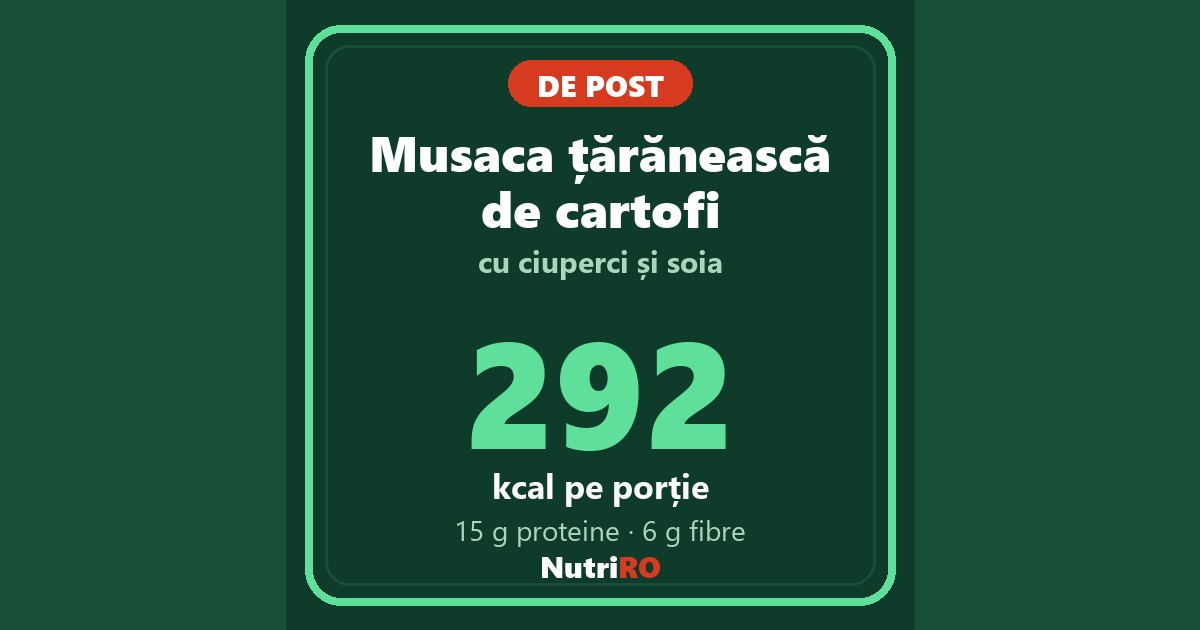 DE POST
Musaca țărănească
de cartofi
cu ciuperci și soia
292
kcal pe porție
15 g proteine · 6 g fibre
NutriRO